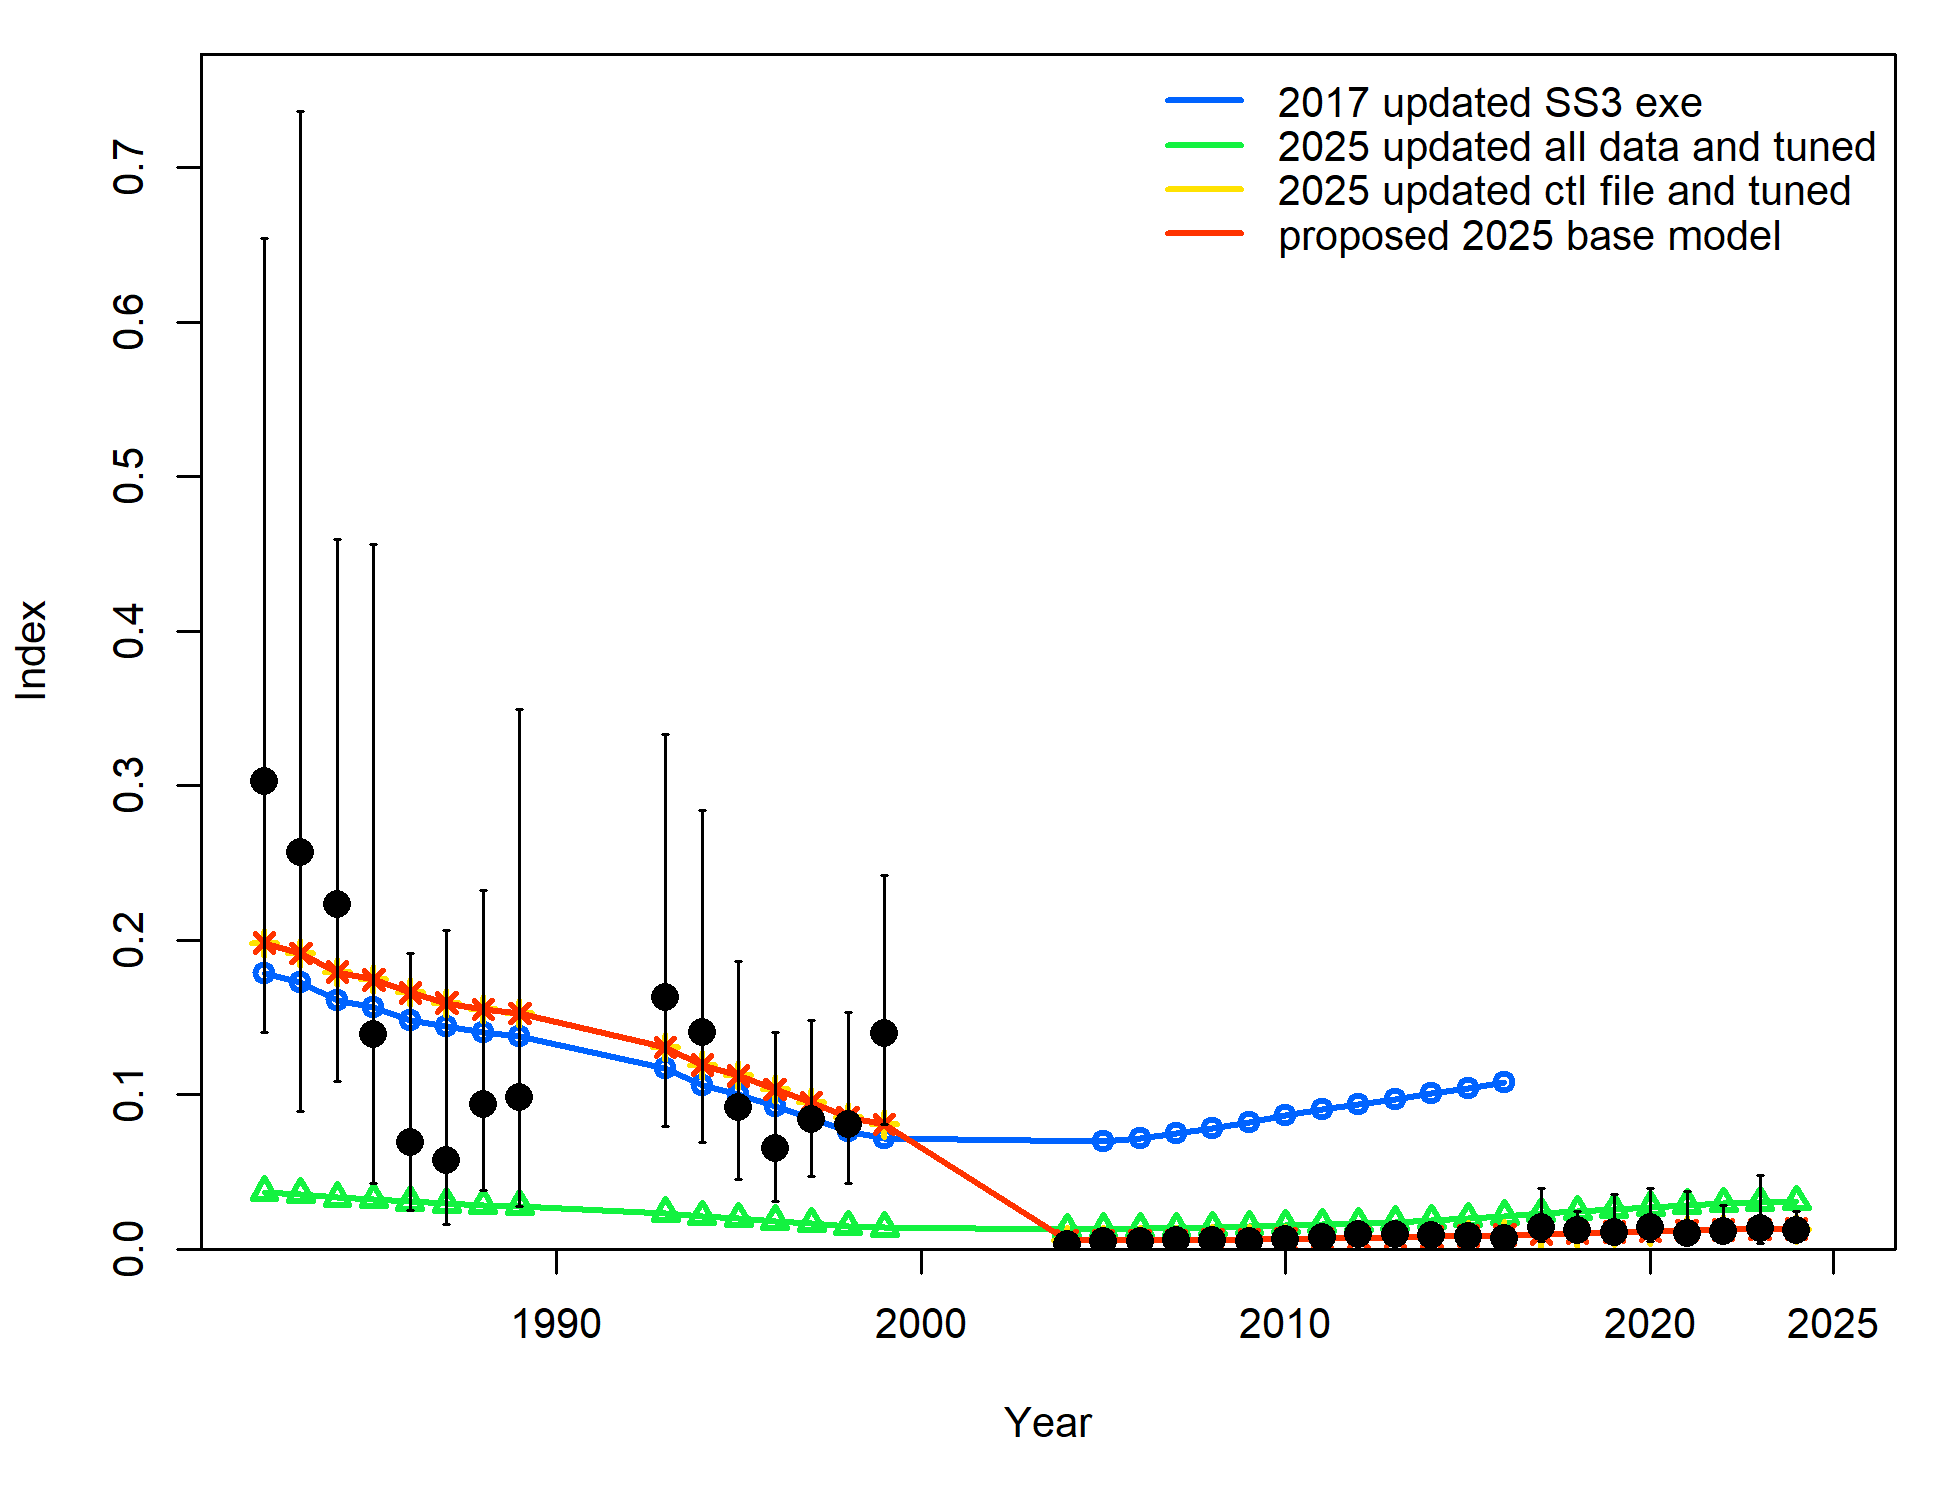 2017 updated SS3 exe
2025 updated all data and tuned
2025 updated ctl file and tuned
proposed 2025 base model
0.7
0.6
0.5
0.4
0.3
0.2
0.1
0.0
Index
1990 2000 2010 2020 2025
Year